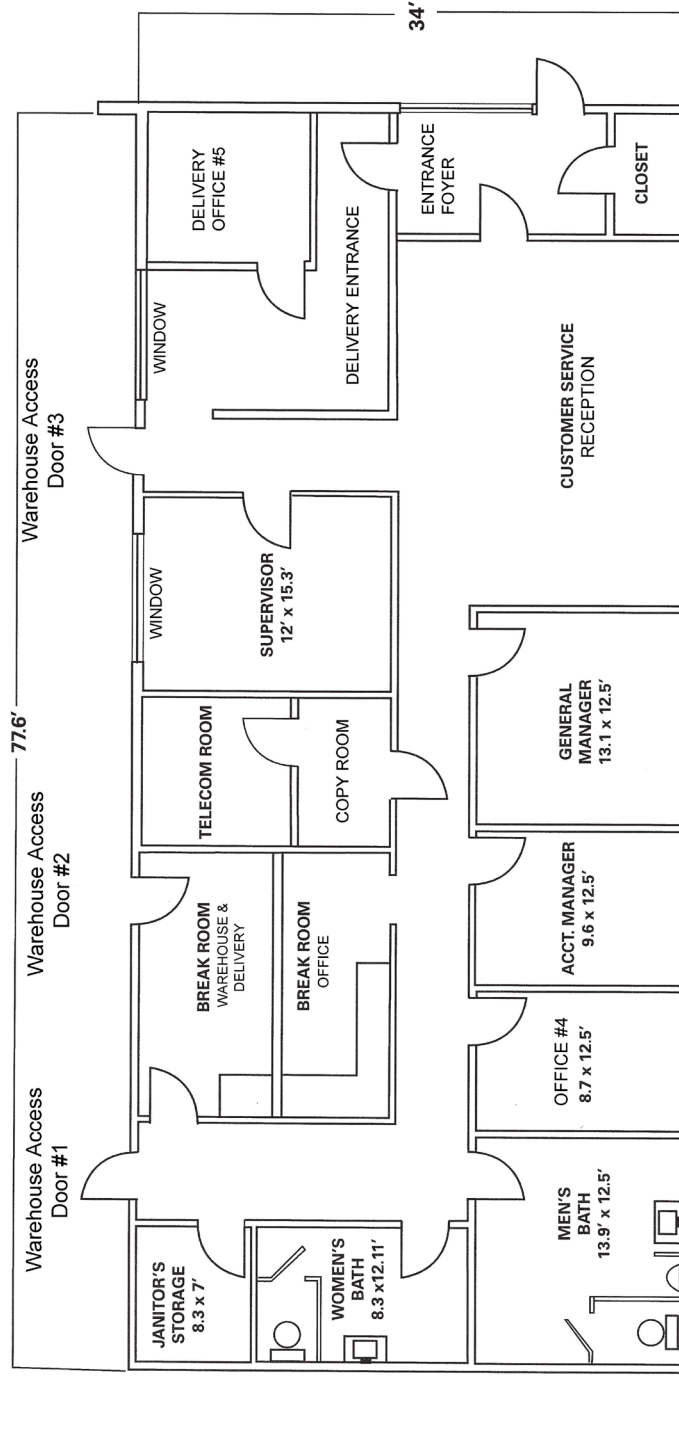 34′
77.6′
Warehouse Access
Door #1
Warehouse Access
Door #2
Warehouse Access
Door #3
JANITOR'S
STORAGE
8.3 x 7′
WOMEN'S
BATH
8.3 x12.11′
MEN'S
BATH
13.9′ x 12.5′
BREAK ROOM
WAREHOUSE &
DELIVERY
BREAK ROOM
OFFICE
OFFICE #4
8.7 x 12.5′
ACCT. MANAGER
9.6 x 12.5′
TELECOM ROOM
COPY ROOM
GENERAL
MANAGER
13.1 x 12.5′
WINDOW
SUPERVISOR
12′ x 15.3′
WINDOW
DELIVERY ENTRANCE
CUSTOMER SERVICE
RECEPTION
DELIVERY
OFFICE #5
ENTRANCE
FOYER
CLOSET